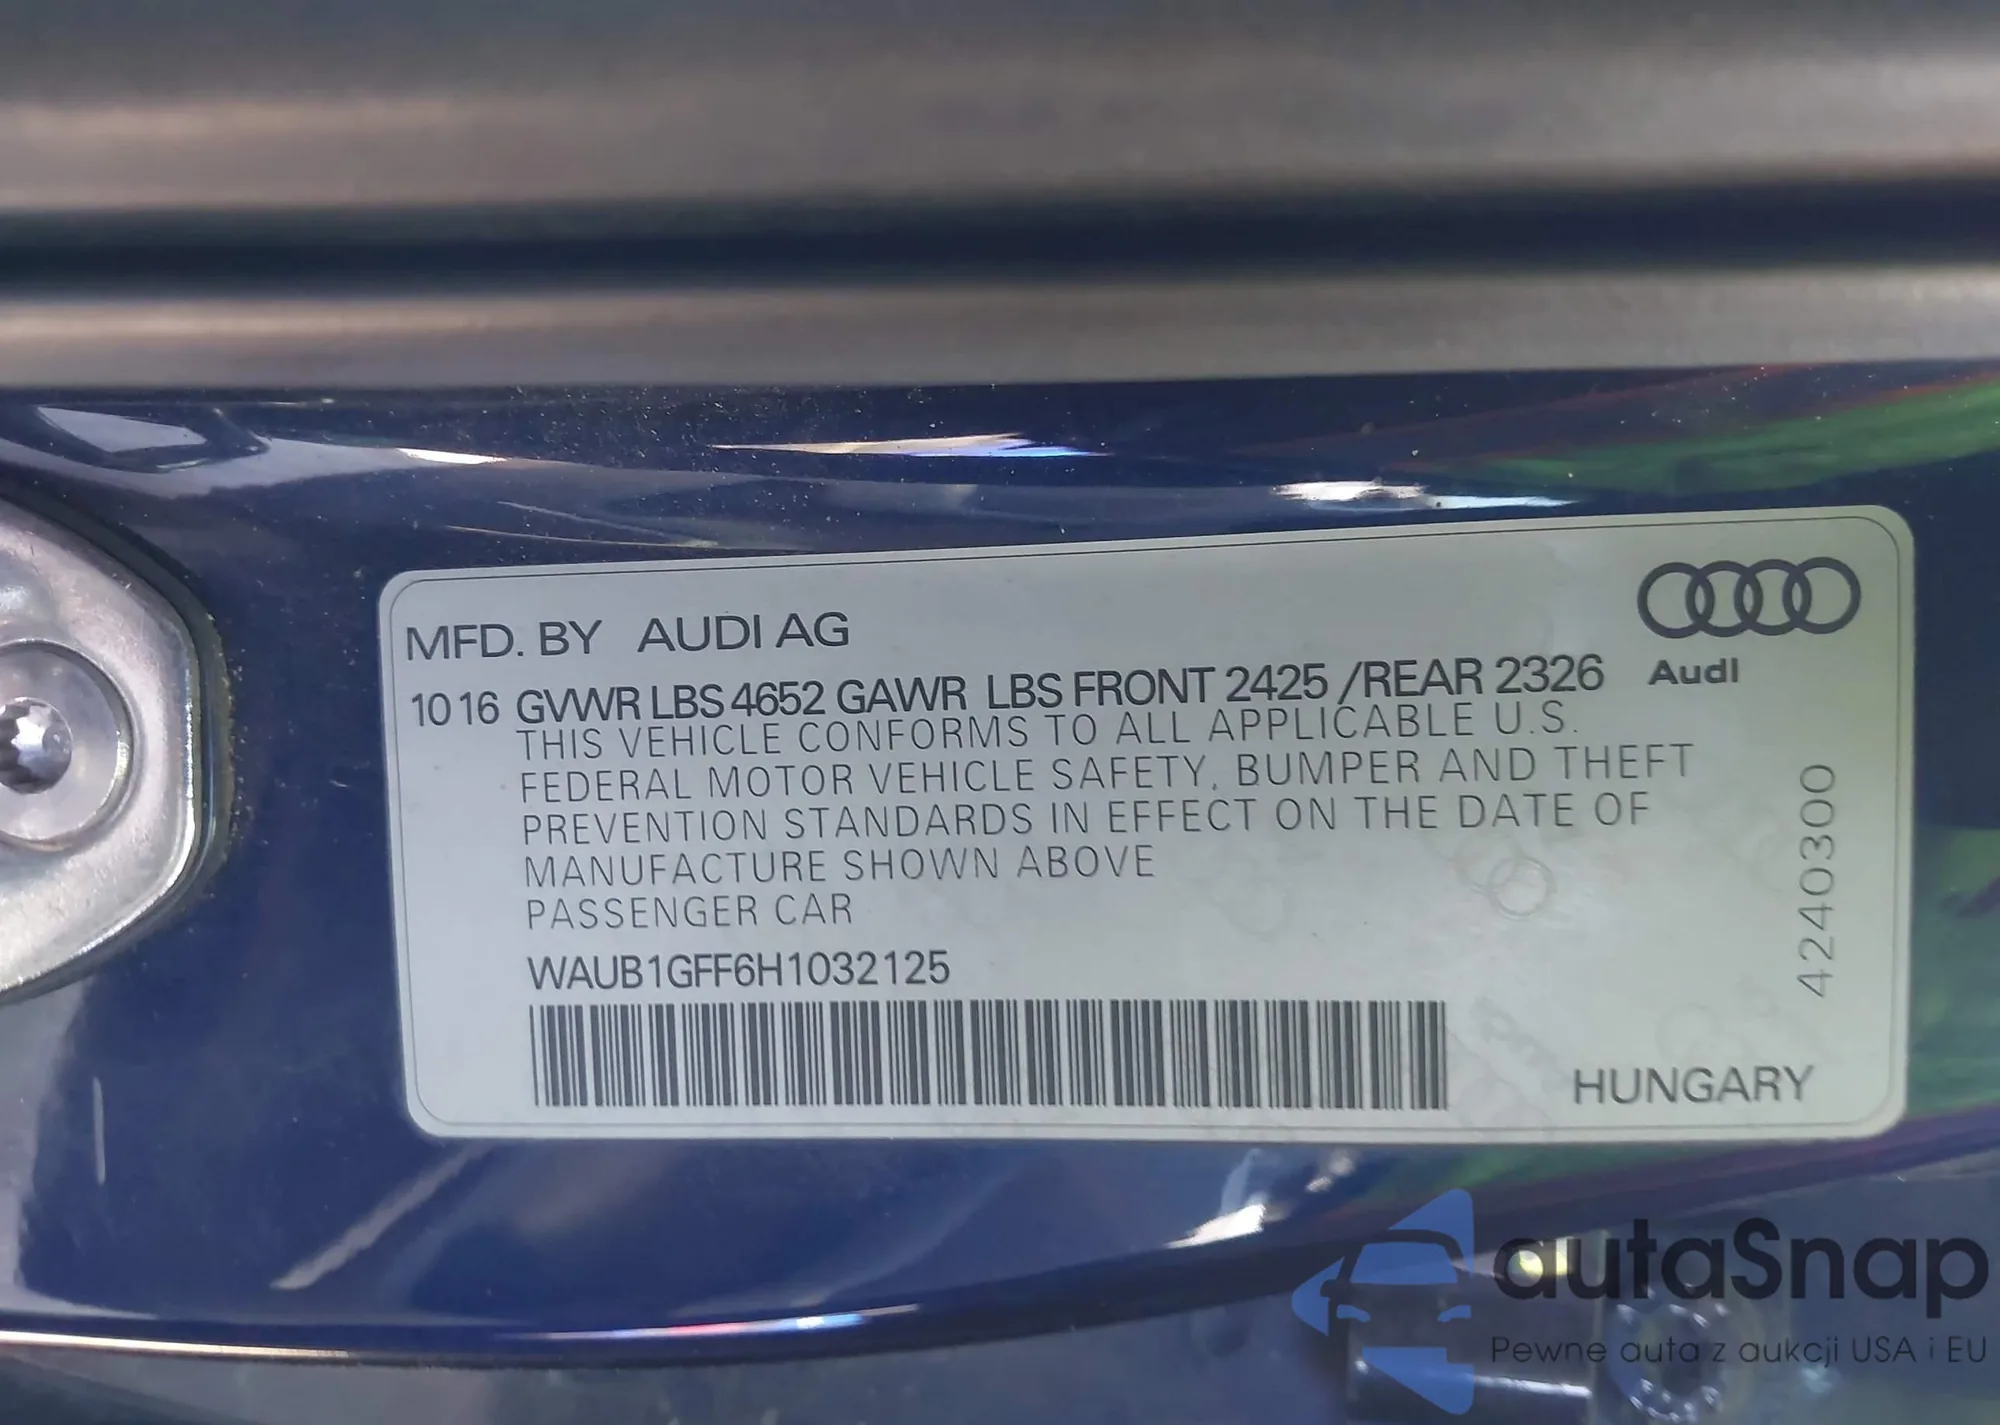 MFD. BY AUDI AG
10 16 GVWR LBS 4652 GAWR LBS FRONT 2425 /REAR 2326
Audi
THIS VEHICLE CONFORMS TO ALL APPLICABLE U.S.
FEDERAL MOTOR VEHICLE SAFETY, BUMPER AND THEFT
PREVENTION STANDARDS IN EFFECT ON THE DATE OF
MANUFACTURE SHOWN ABOVE
PASSENGER CAR
WAUB1GFF6H1032125
HUNGARY
4240300
autaSnap
Pewne auta z aukcji USA i EU